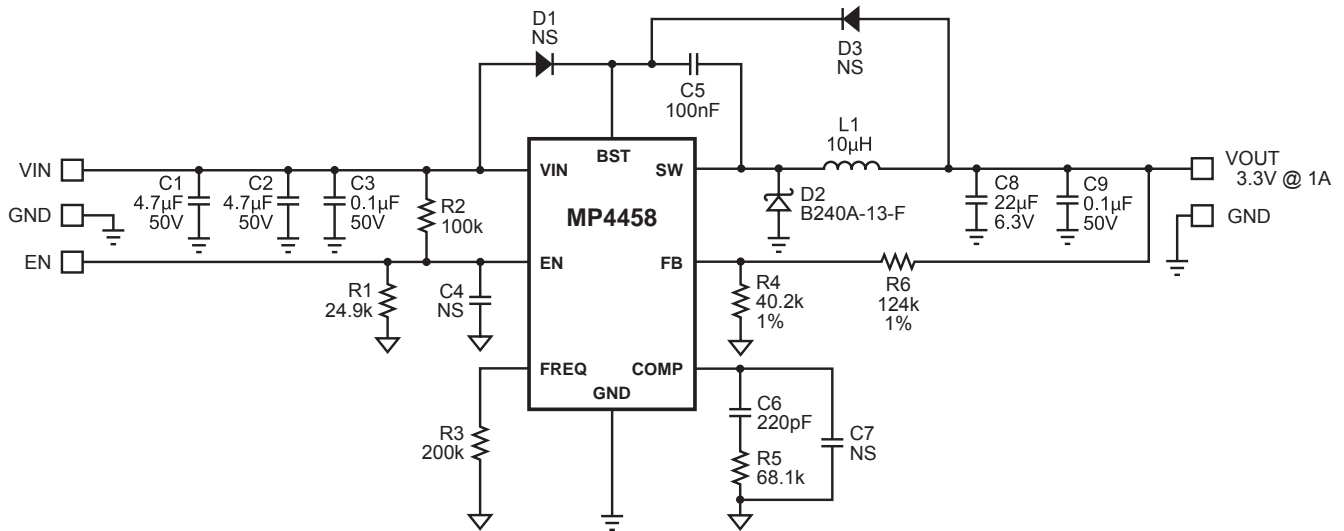 D1
NS
D3
NS
C5
100nF
L1
10µH
VIN
GND
EN
C1
4.7µF
50V
C2
4.7µF
50V
C3
0.1µF
50V
R2
100k
R1
24.9k
C4
NS
R3
200k
VIN
BST
SW
MP4458
EN
FB
FREQ
COMP
GND
D2
B240A-13-F
C8
22µF
6.3V
C9
0.1µF
50V
VOUT
3.3V @ 1A
GND
R4
40.2k
1%
R6
124k
1%
C6
220pF
R5
68.1k
C7
NS